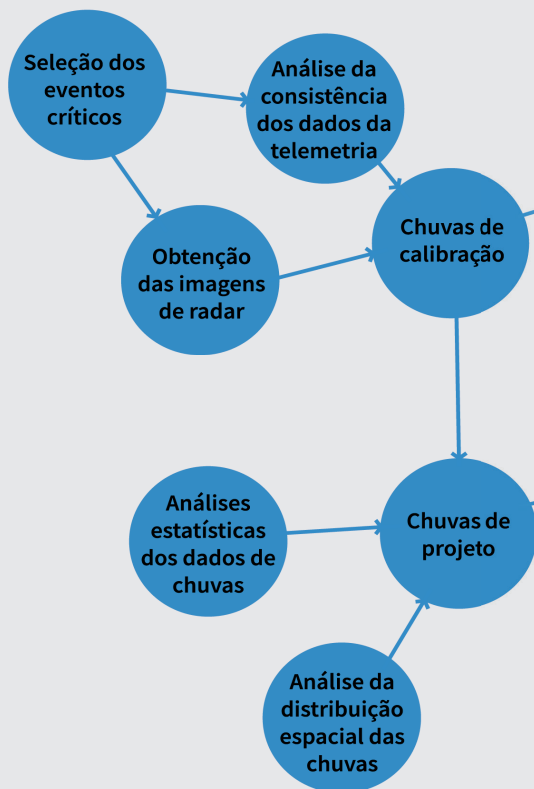 Seleção dos
eventos
críticos
Análise da
consistência
dos dados da
telemetria
Obtenção
das imagens
de radar
Chuvas de
calibração
Análises
estatísticas
dos dados de
chuvas
Chuvas de
projeto
Análise da
distribuição
espacial das
chuvas